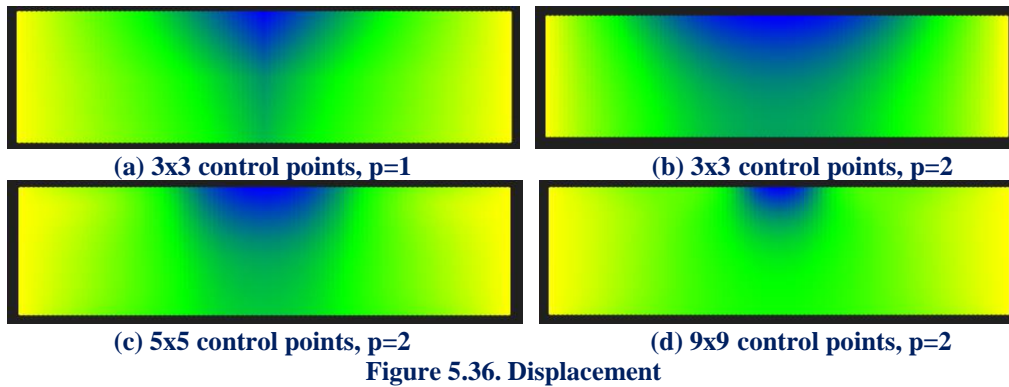 (a) 3x3 control points, p=1
(b) 3x3 control points, p=2
(c) 5x5 control points, p=2
(d) 9x9 control points, p=2
Figure 5.36. Displacement